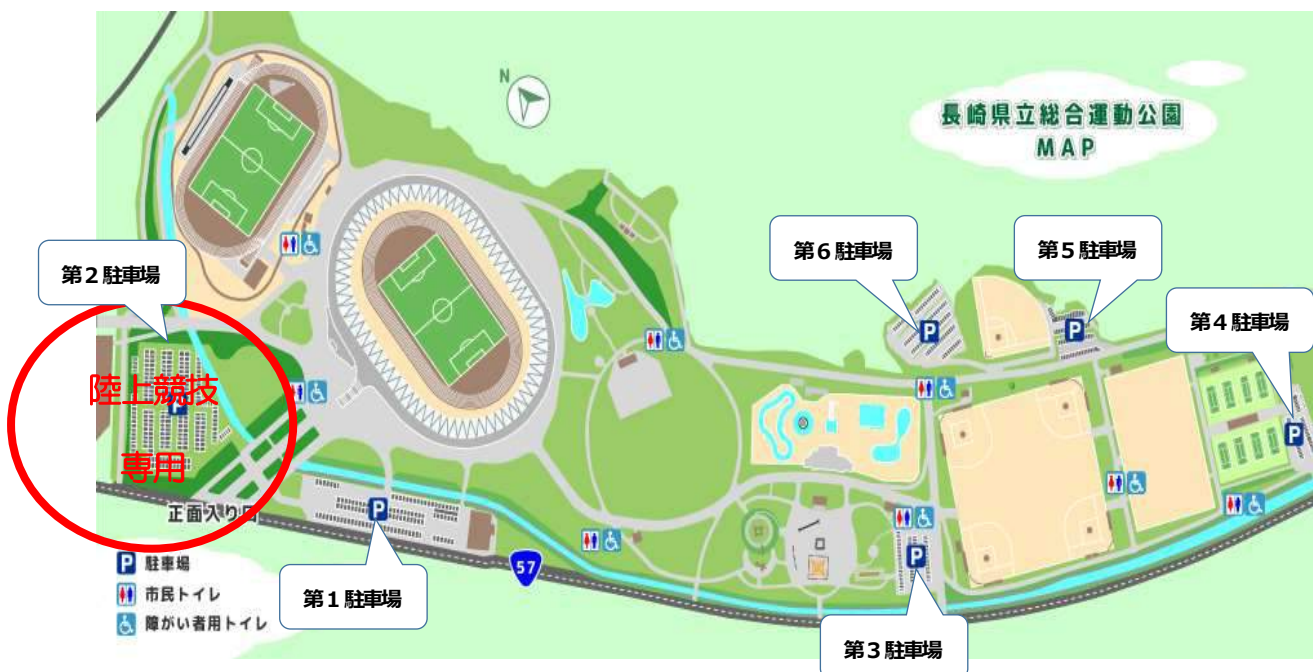 N
長崎県立総合運動公園
MAP
第2駐車場
第6駐車場
第5駐車場
第4駐車場
陸上競技
専用
P
P
P
P
P
P
正面入り口
57
P 駐車場
市民トイレ
障がい者用トイレ
第1駐車場
第3駐車場